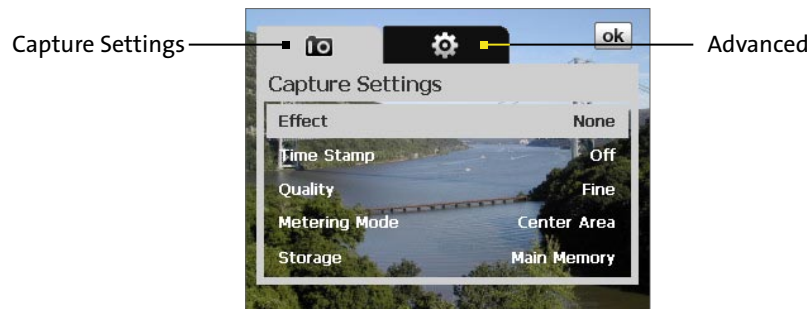 Capture Settings
Advanced
ok
Capture Settings
Effect None
Time Stamp Off
Quality Fine
Metering Mode Center Area
Storage Main Memory